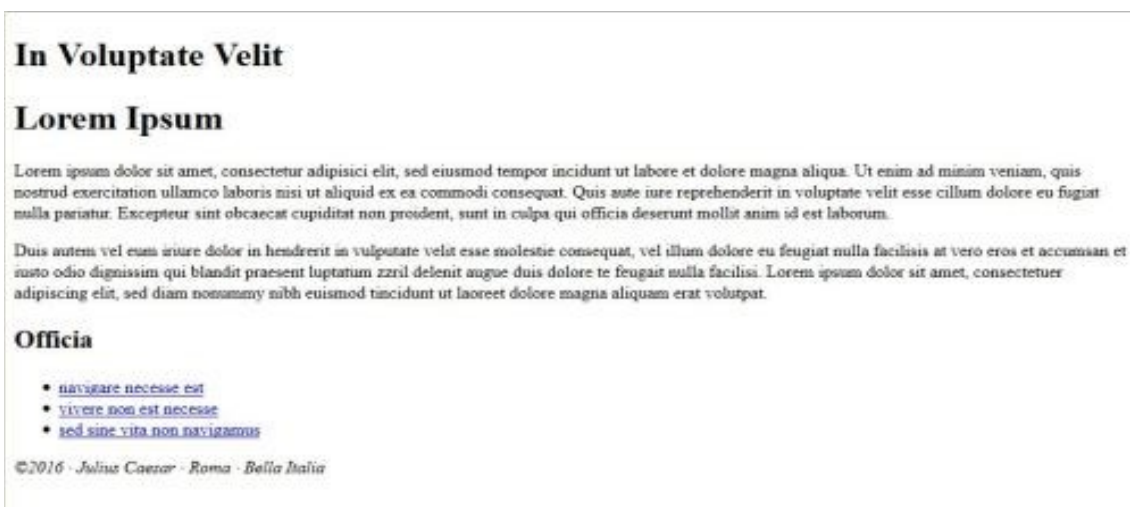 In Voluptate Velit
Lorem Ipsum
Lorem ipsum dolor sit amet, consectetur adipisici elit, sed eiusmod tempor incidunt ut labore et dolore magna aliqua. Ut enim ad minim veniam, quis
nostrud exercitation ullamco laboris nisi ut aliquid ex ea commodi consequat. Quis aute iure reprehenderit in voluptate velit esse cillum dolore eu fugiat
nulla pariatur. Excepteur sint obcaecat cupiditat non proident, sunt in culpa qui officia deserunt mollit anim id est laborum.
Duis autem vel eum iriure dolor in hendrerit in vulputate velit esse molestie consequat, vel illum dolore eu feugiat nulla facilisis at vero eros et accumsan et
iusto odio dignissim qui blandit praesent luptatum zzril delenit augue duis dolore te feugait nulla facilisi. Lorem ipsum dolor sit amet, consectetuer
adipiscing elit, sed diam nonummy nibh euismod tincidunt ut laoreet dolore magna aliquam erat volutpat.
Officia
• navigare necesse est
• vivere non est necesse
• sed sine vita non navigamus
©2016 · Julius Caesar · Roma · Bella Italia